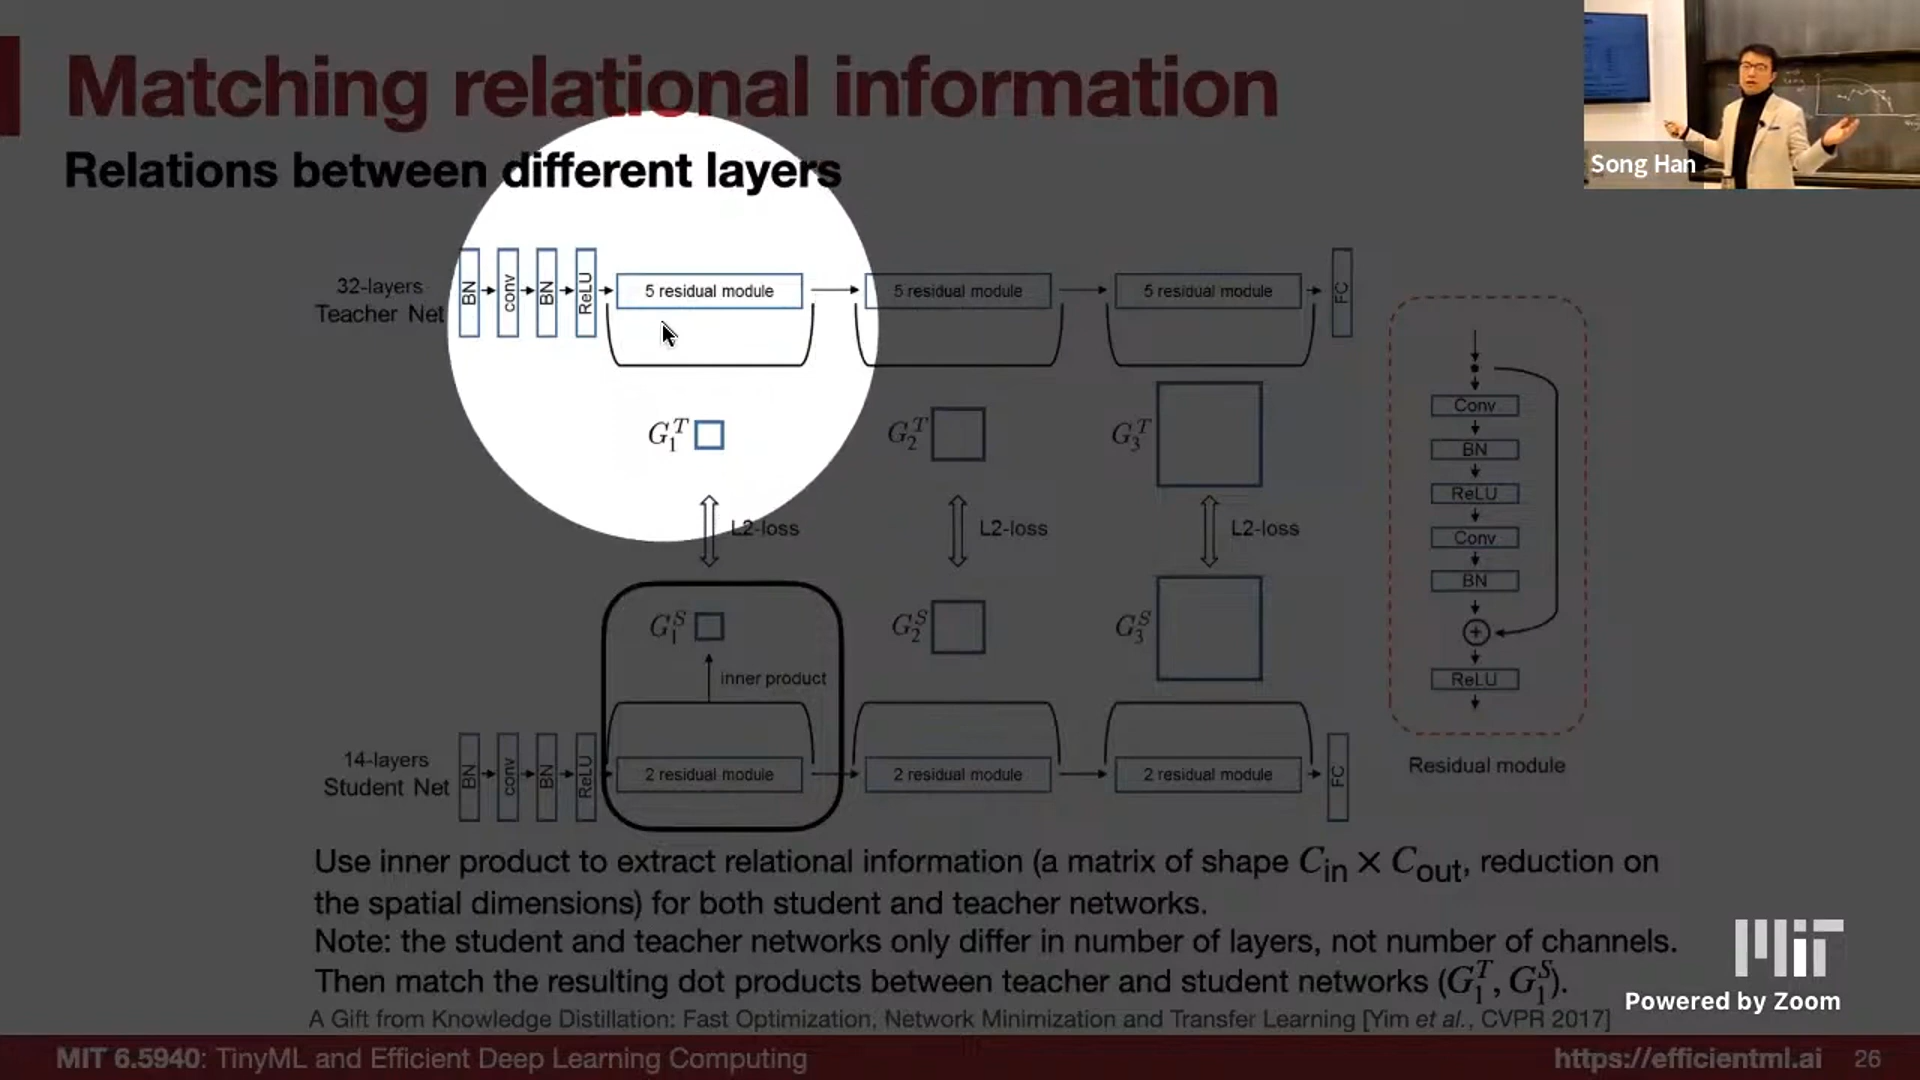 Matching relational information
Relations between different layers
Song Han
32-layers
Teacher Net
BN
conv
BN
ReLU
5 residual module
5 residual module
5 residual module
FC
G₁ᵀ
G₂ᵀ
G₃ᵀ
L2-loss
L2-loss
L2-loss
G₁ˢ
G₂ˢ
G₃ˢ
inner product
14-layers
Student Net
BN
conv
BN
ReLU
2 residual module
2 residual module
2 residual module
FC
Conv
BN
ReLU
Conv
BN
+
ReLU
Residual module
Use inner product to extract relational information (a matrix of shape C_in × C_out, reduction on
the spatial dimensions) for both student and teacher networks.
Note: the student and teacher networks only differ in number of layers, not number of channels.
Then match the resulting dot products between teacher and student networks (G₁ᵀ, G₁ˢ).
A Gift from Knowledge Distillation: Fast Optimization, Network Minimization and Transfer Learning [Yim et al., CVPR 2017]
MIT
Powered by Zoom
MIT 6.5940: TinyML and Efficient Deep Learning Computing
https://efficientml.ai
26